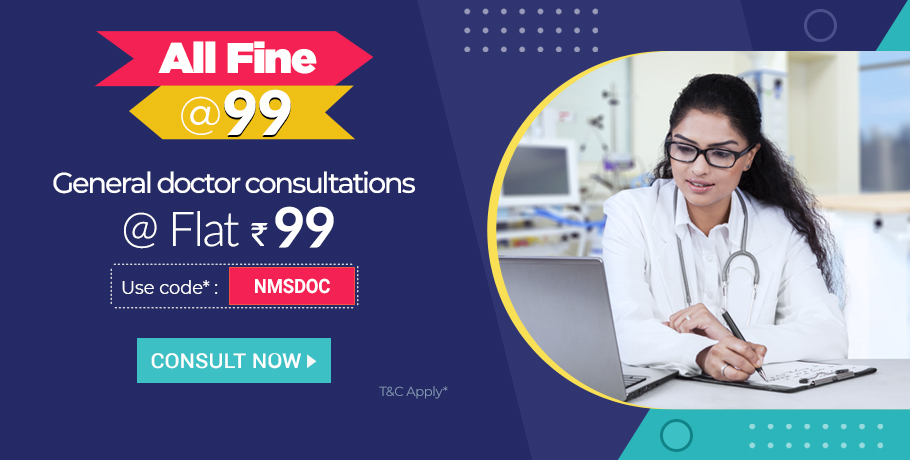 All Fine
@99
General doctor consultations
@ Flat ₹99
Use code* : NMSDOC
CONSULT NOW
T&C Apply*